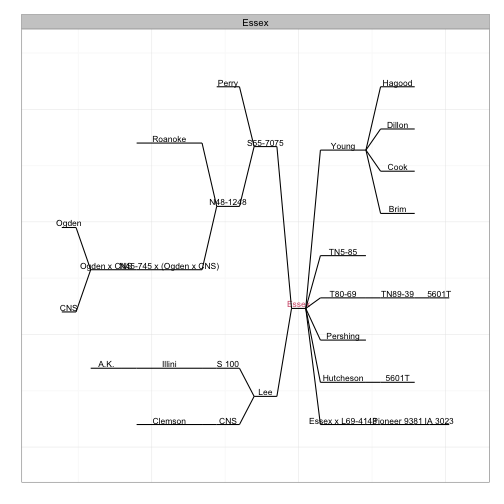 Essex
Perry
Hagood
Dillon
Roanoke
S55-7075
Young
Cook
N48-1248
Brim
Ogden
TN5-85
Ogden x CNS
N45-745 x (Ogden x CNS)
T80-69
TN89-39
5601T
Essex
CNS
Pershing
A.K.
Illini
S 100
Hutcheson
5601T
Lee
Clemson
CNS
Essex x L69-4143
Pioneer 9381
IA 3023